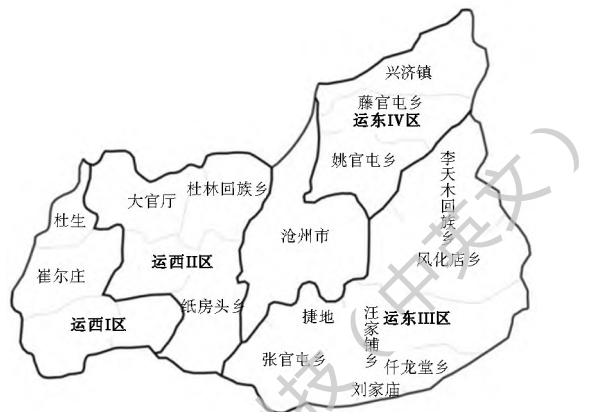 兴济镇
藤官屯乡
运东IV区
姚官屯乡
李天木回族乡
杜林回族乡
大官厅
杜生
沧州市
崔尔庄
运西II区
风化店乡
纸房头乡
运西I区
捷地
汪家铺乡
运东III区
张官屯乡
仟龙堂乡
刘家庙
技（中英文）